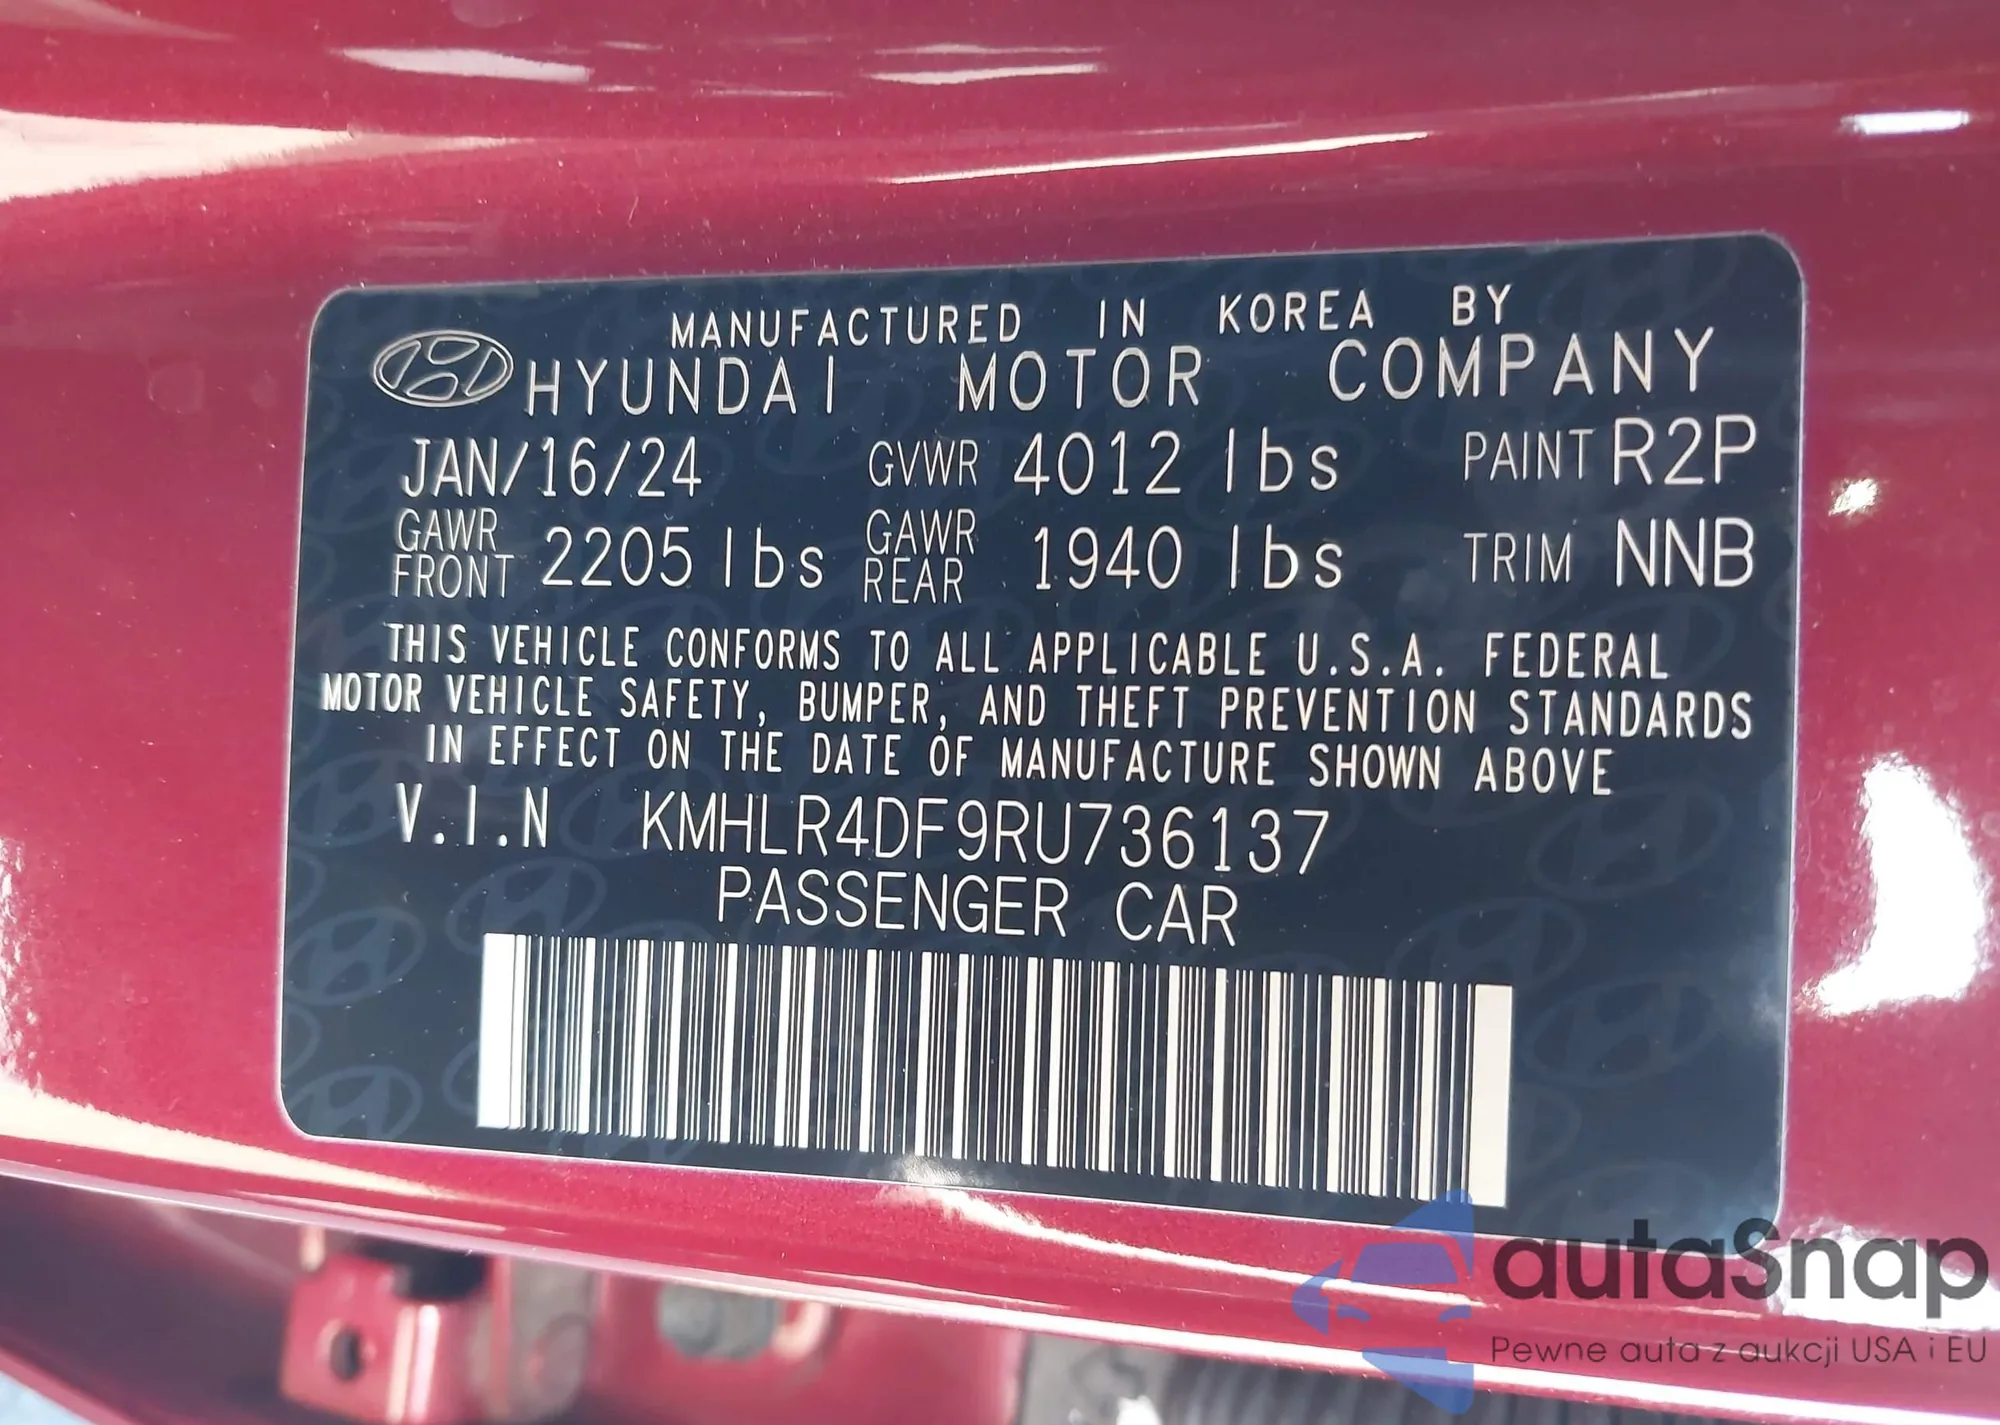 MANUFACTURED IN KOREA BY
HYUNDAI MOTOR COMPANY
JAN/16/24 GVWR 4012 lbs PAINT R2P
GAWR FRONT 2205 lbs GAWR REAR 1940 lbs TRIM NNB
THIS VEHICLE CONFORMS TO ALL APPLICABLE U.S.A. FEDERAL
MOTOR VEHICLE SAFETY, BUMPER, AND THEFT PREVENTION STANDARDS
IN EFFECT ON THE DATE OF MANUFACTURE SHOWN ABOVE
V.I.N KMHLR4DF9RU736137
PASSENGER CAR
autaSnap
Pewne auta z aukcji USA i EU